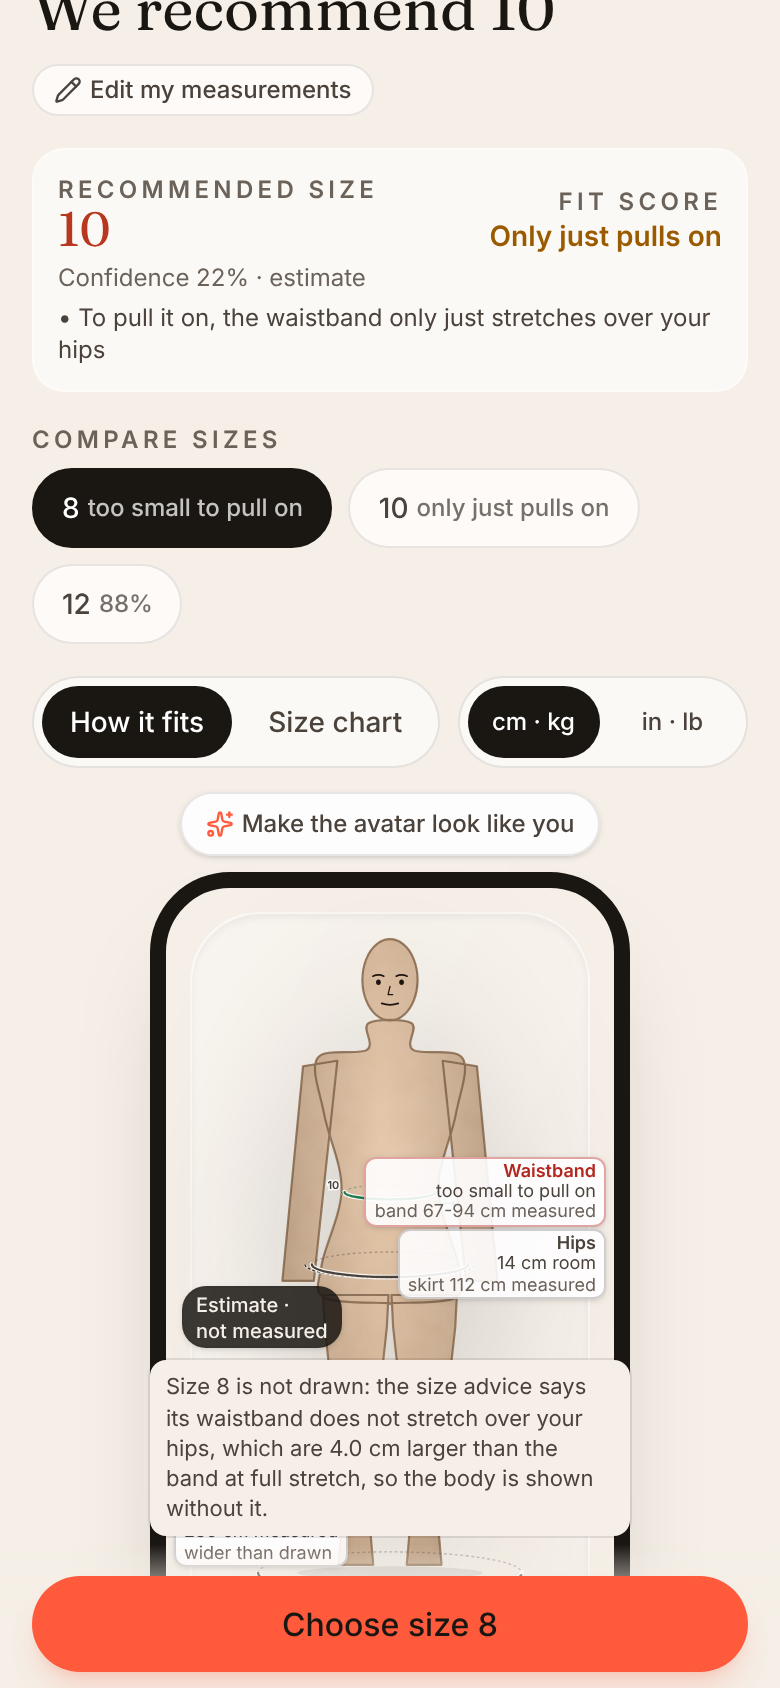 We recommend 10
Edit my measurements
RECOMMENDED SIZE
10
FIT SCORE
Only just pulls on
Confidence 22% · estimate
• To pull it on, the waistband only just stretches over your
hips
COMPARE SIZES
8 too small to pull on
10 only just pulls on
12 88%
How it fits
Size chart
cm · kg
in · lb
Make the avatar look like you
Waistband
too small to pull on
band 67-94 cm measured
10
Hips
14 cm room
skirt 112 cm measured
Estimate ·
not measured
Size 8 is not drawn: the size advice says
its waistband does not stretch over your
hips, which are 4.0 cm larger than the
band at full stretch, so the body is shown
without it.
wider than drawn
Choose size 8